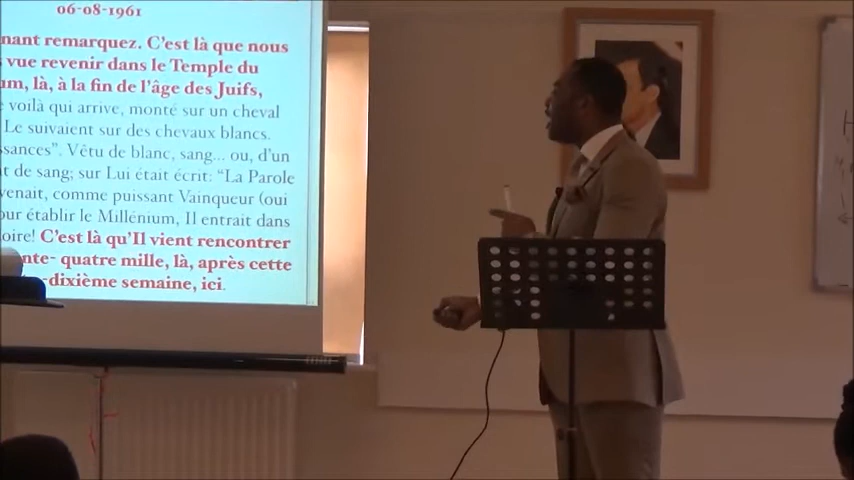 06-08-1961
nant remarquez. C'est là que nous
vue revenir dans le Temple du
um, là, à la fin de l'âge des Juifs,
voilà qui arrive, monté sur un cheval
Le suivaient sur des chevaux blancs.
ssances”. Vêtu de blanc, sang... ou, d'un
t de sang; sur Lui était écrit: “La Parole
venait, comme puissant Vainqueur (oui
our établir le Millénium, Il entrait dans
oire! C'est là qu'Il vient rencontrer
nte- quatre mille, là, après cette
-dixième semaine, ici.